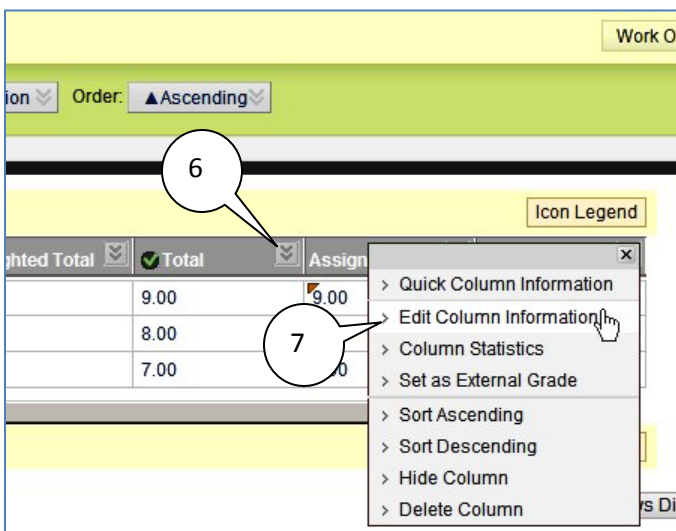 Work O
ion Order: ▲Ascending
6
Icon Legend
ghted Total Total Assign
9.00 9.00
8.00
7.00
7
Quick Column Information
Edit Column Information
Column Statistics
Set as External Grade
Sort Ascending
Sort Descending
Hide Column
Delete Column
s Di